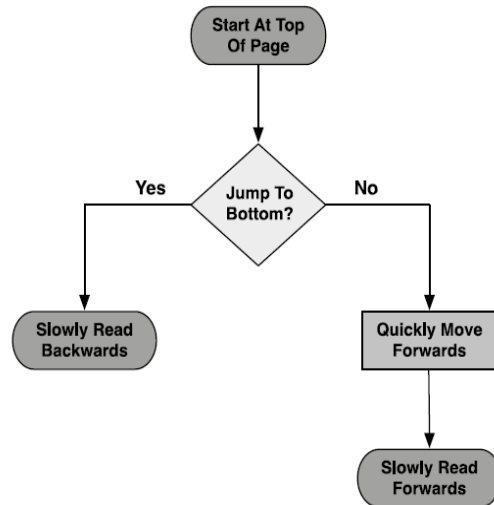 Start At Top
Of Page
Jump To
Bottom?
Yes
No
Slowly Read
Backwards
Quickly Move
Forwards
Slowly Read
Forwards